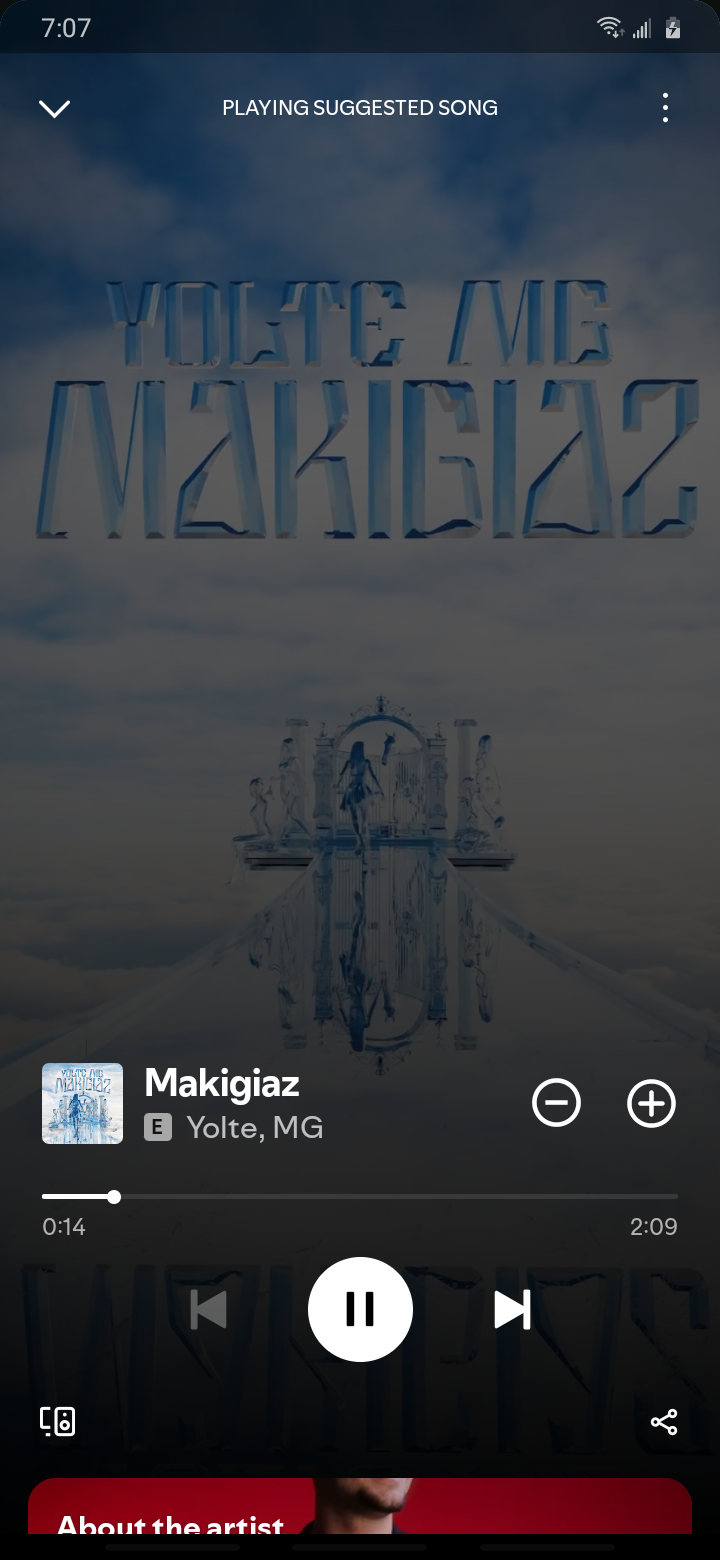 7:07
PLAYING SUGGESTED SONG
YOLTE MG
MAKIGIAZ
YOLTE MG
MAKIGIAZ
Makigiaz
E Yolte, MG
0:14
2:09
About the artist